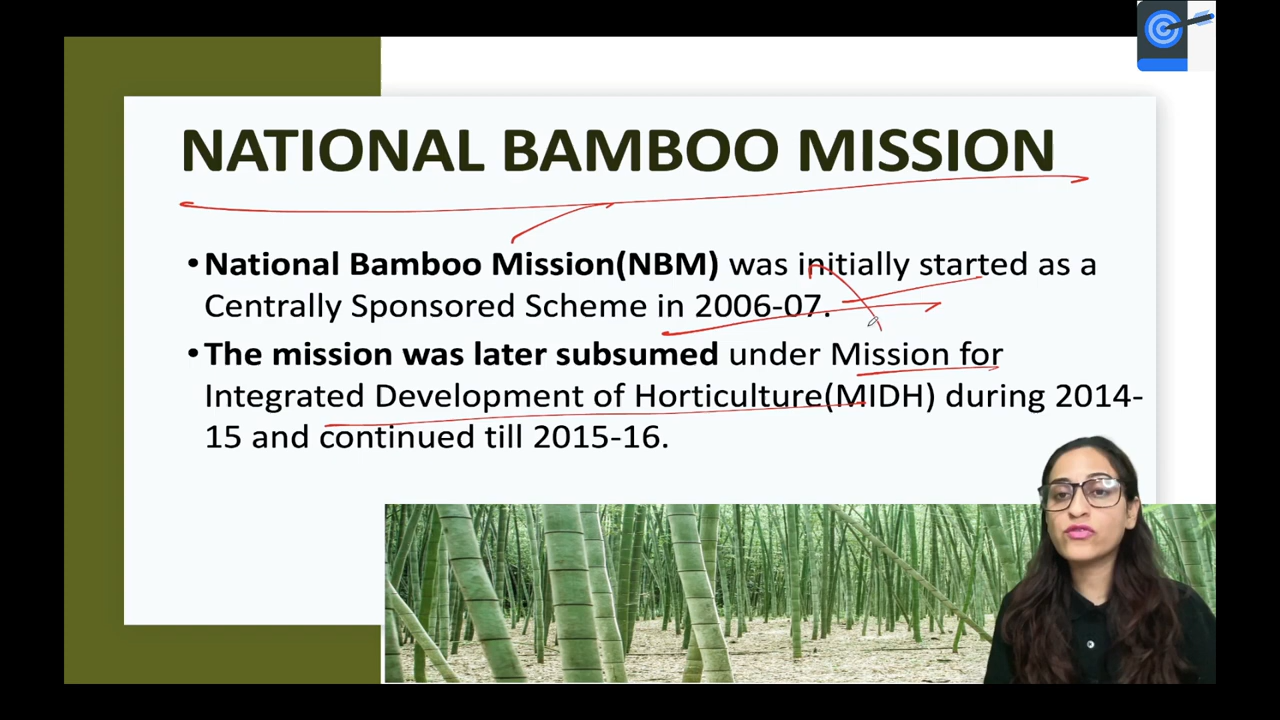 NATIONAL BAMBOO MISSION
•National Bamboo Mission(NBM) was initially started as a
Centrally Sponsored Scheme in 2006-07.
•The mission was later subsumed under Mission for
Integrated Development of Horticulture(MIDH) during 2014-
15 and continued till 2015-16.